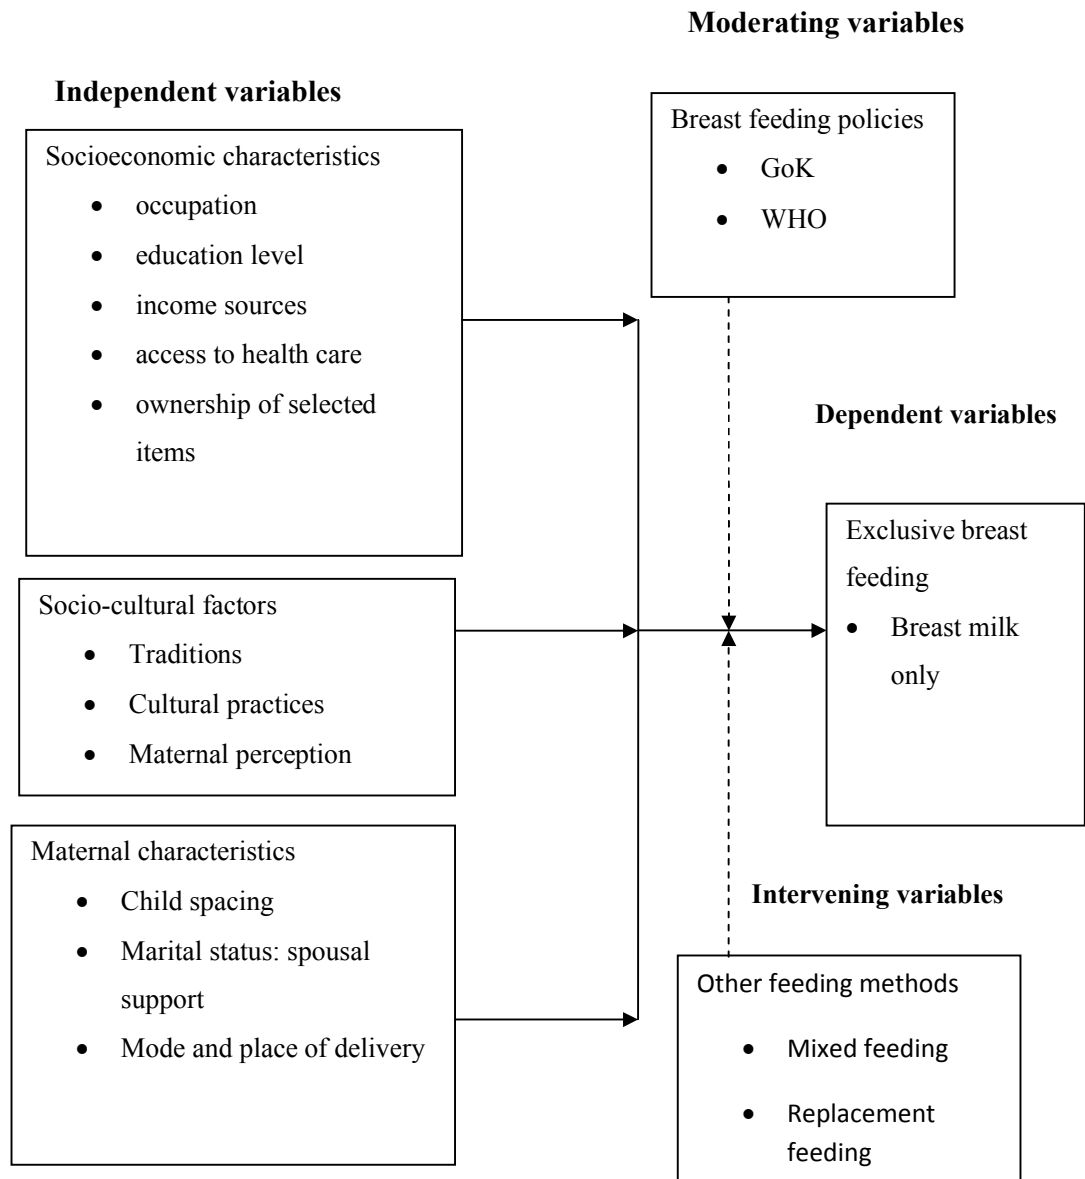 Moderating variables
Independent variables
Socioeconomic characteristics
• occupation
• education level
• income sources
• access to health care
• ownership of selected
items
Breast feeding policies
• GoK
• WHO
Dependent variables
Exclusive breast
feeding
• Breast milk
only
Socio-cultural factors
• Traditions
• Cultural practices
• Maternal perception
Maternal characteristics
• Child spacing
• Marital status: spousal
support
• Mode and place of delivery
Intervening variables
Other feeding methods
• Mixed feeding
• Replacement
feeding